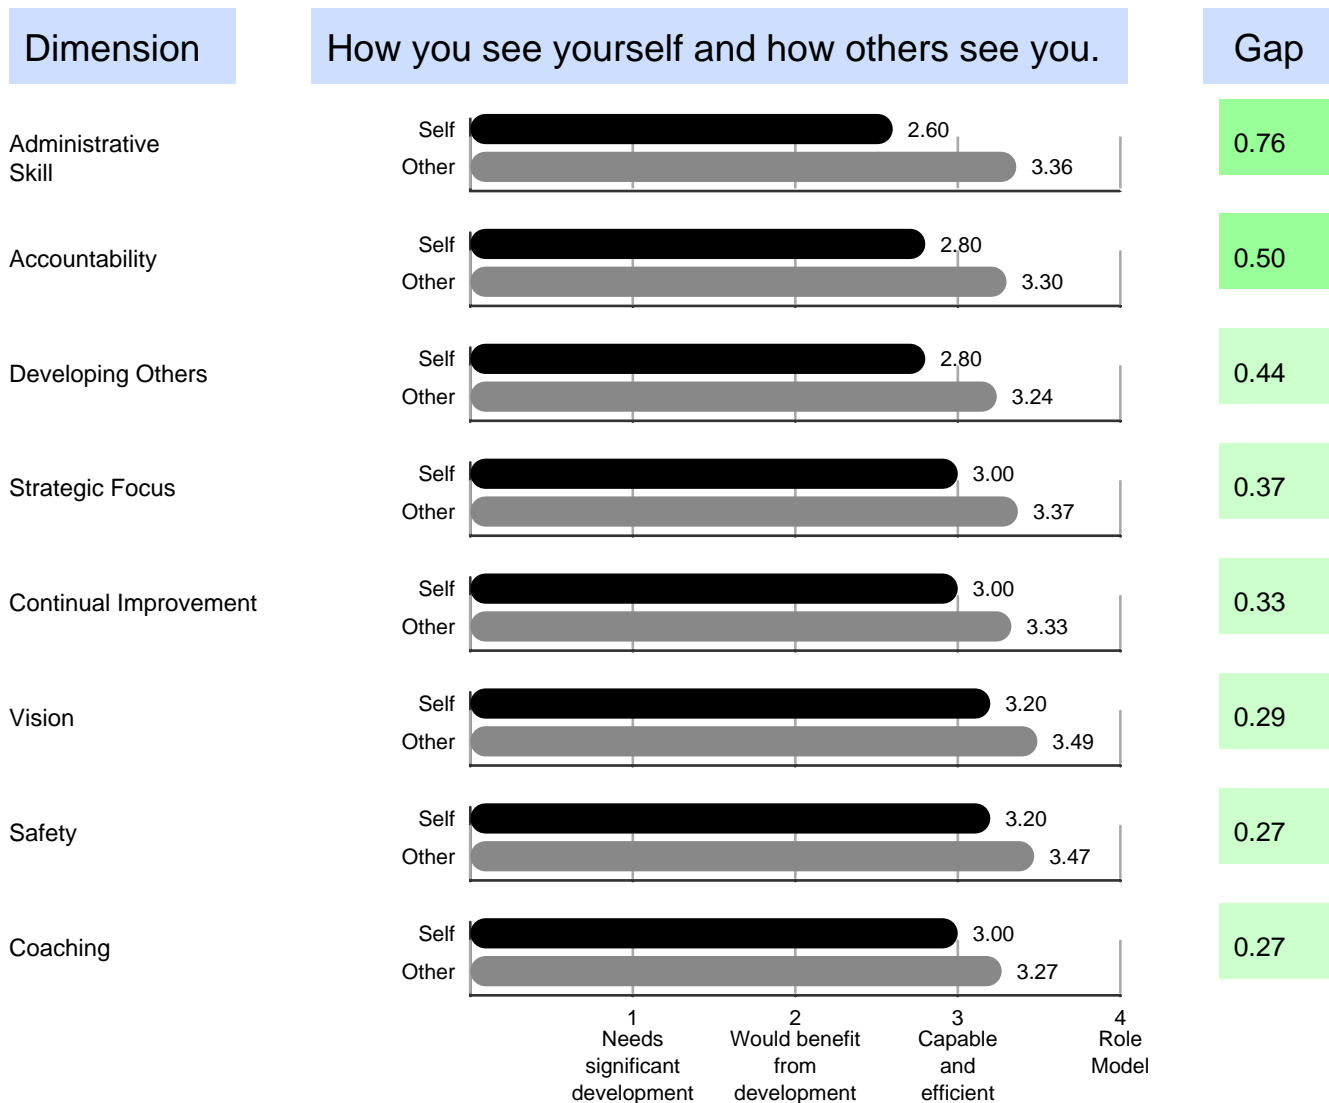 Dimension
How you see yourself and how others see you.
Gap
Administrative
Skill
Self
2.60
Other
3.36
0.76
Accountability
Self
2.80
Other
3.30
0.50
Developing Others
Self
2.80
Other
3.24
0.44
Strategic Focus
Self
3.00
Other
3.37
0.37
Continual Improvement
Self
3.00
Other
3.33
0.33
Vision
Self
3.20
Other
3.49
0.29
Safety
Self
3.20
Other
3.47
0.27
Coaching
Self
3.00
Other
3.27
0.27
1
Needs
significant
development
2
Would benefit
from
development
3
Capable
and
efficient
4
Role
Model